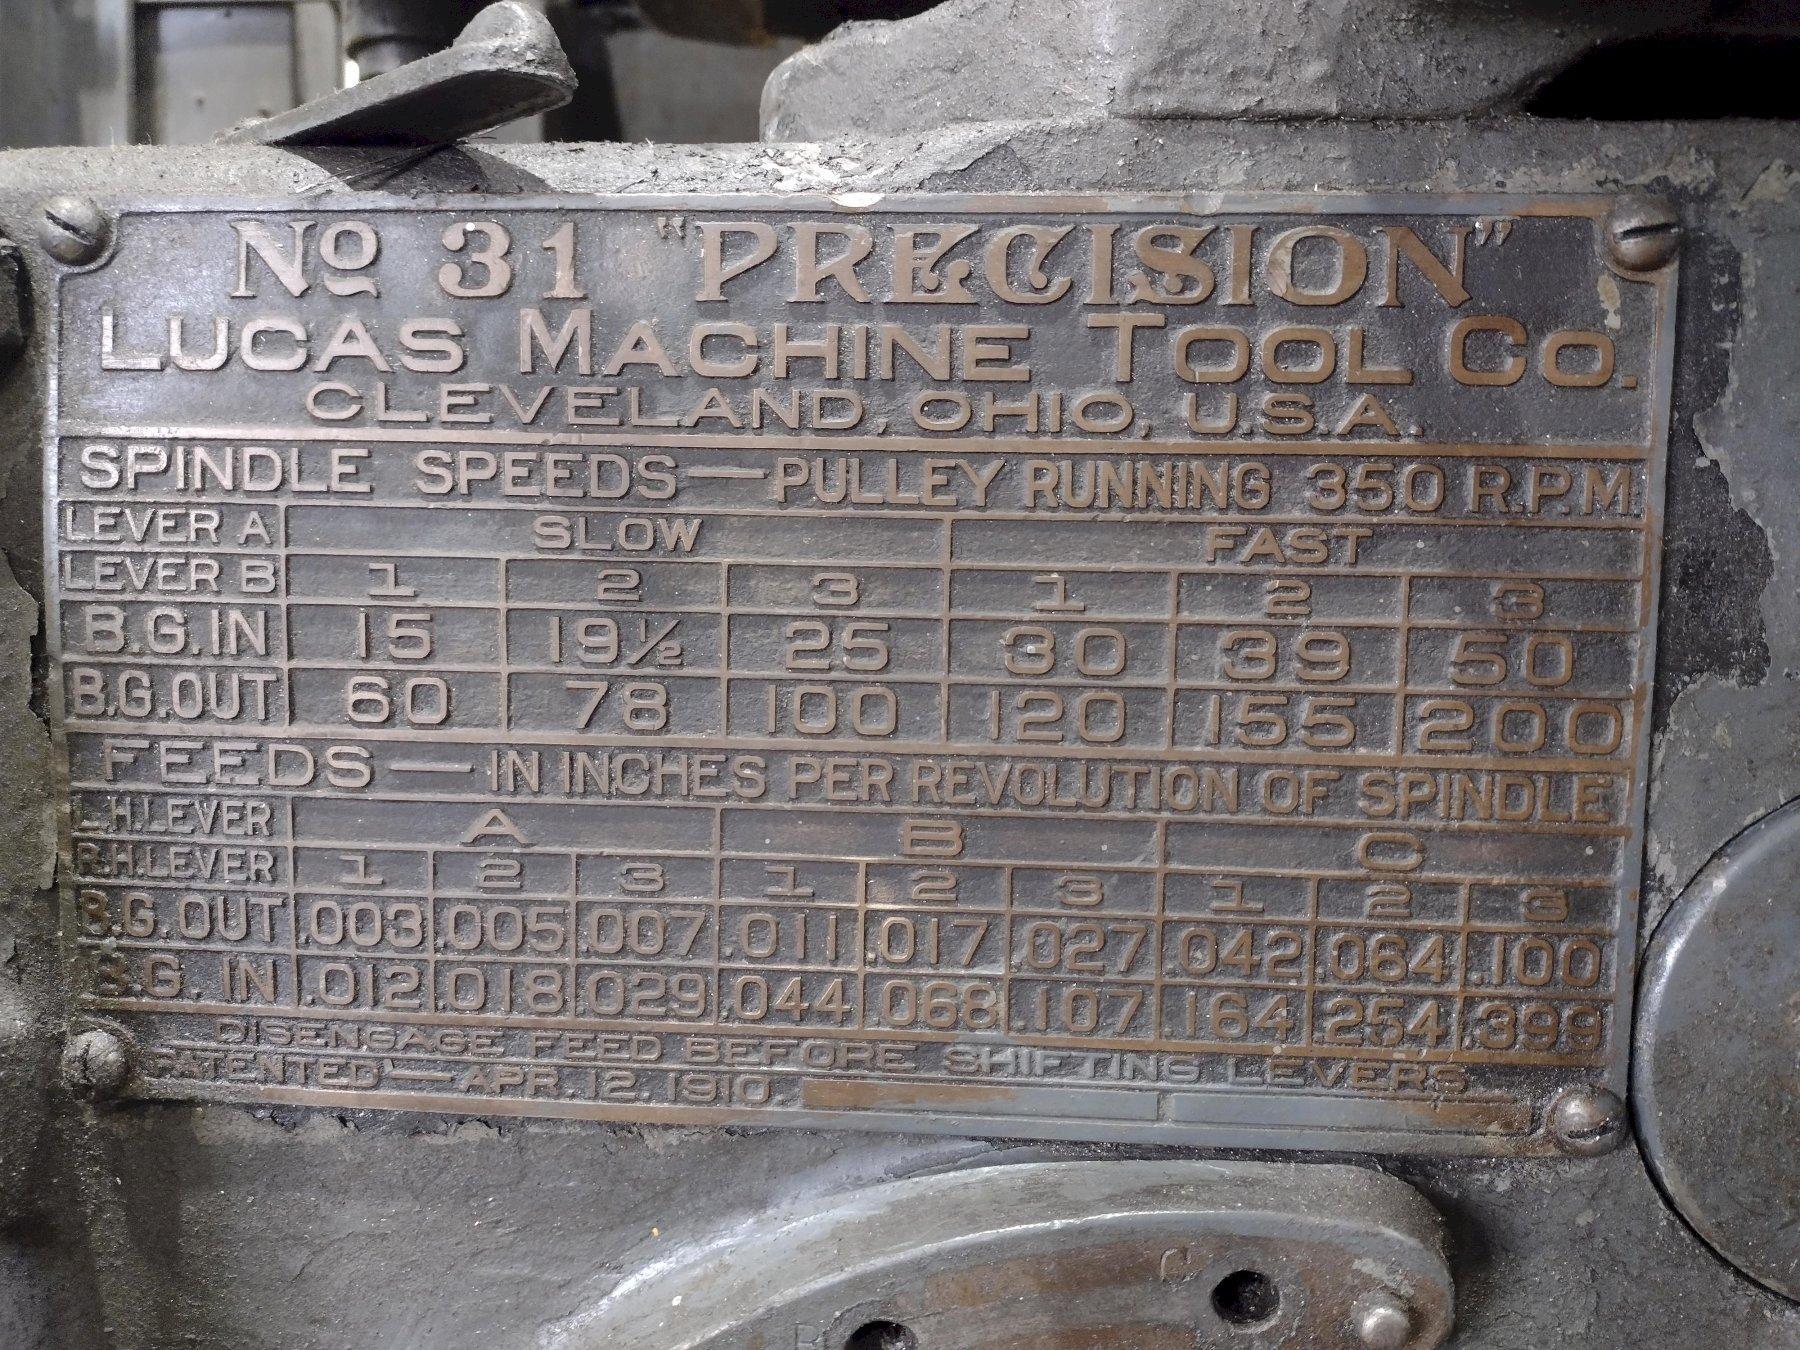 No 31 "PRECISION"
LUCAS MACHINE TOOL CO.
CLEVELAND, OHIO, U.S.A.
SPINDLE SPEEDS — PULLEY RUNNING 350 R.P.M.
LEVER A SLOW FAST
LEVER B 1 2 3 1 2 3
B.G. IN 15 19½ 25 30 39 50
B.G. OUT 60 78 100 120 155 200
FEEDS — IN INCHES PER REVOLUTION OF SPINDLE
L.H. LEVER A B C
R.H. LEVER 1 2 3 1 2 3 1 2 3
B.G. OUT .003 .005 .007 .011 .017 .027 .042 .064 .100
B.G. IN .012 .018 .029 .044 .068 .107 .164 .254 .399
DISENGAGE FEED BEFORE SHIFTING LEVERS
PATENTED — APR. 12. 1910.
C
B